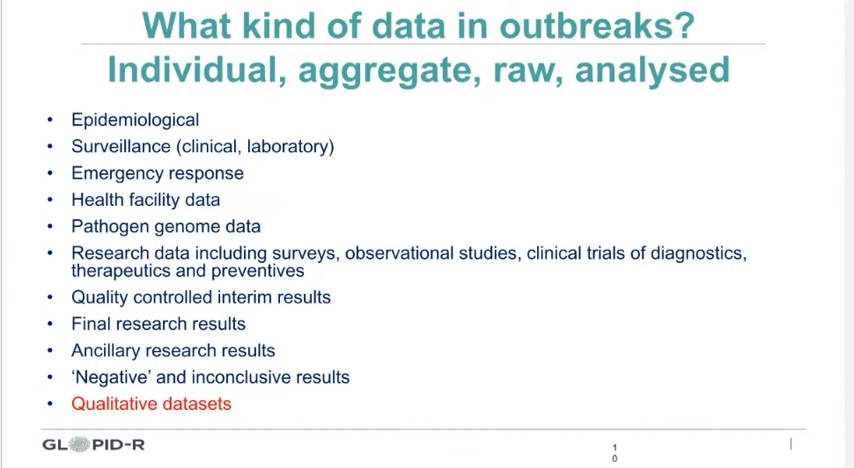 What kind of data in outbreaks?
Individual, aggregate, raw, analysed
• Epidemiological
• Surveillance (clinical, laboratory)
• Emergency response
• Health facility data
• Pathogen genome data
• Research data including surveys, observational studies, clinical trials of diagnostics,
therapeutics and preventives
• Quality controlled interim results
• Final research results
• Ancillary research results
• ‘Negative’ and inconclusive results
• Qualitative datasets
GLOPID-R
1
0